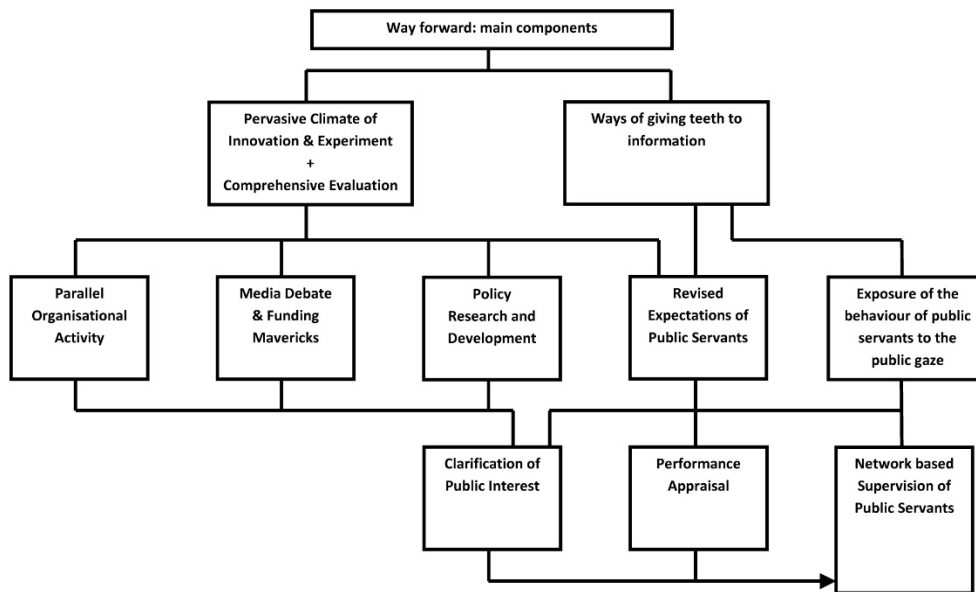 Way forward: main components
Pervasive Climate of
Innovation & Experiment
+
Comprehensive Evaluation
Ways of giving teeth to
information
Parallel
Organisational
Activity
Media Debate
& Funding
Mavericks
Policy
Research and
Development
Revised
Expectations of
Public Servants
Exposure of the
behaviour of public
servants to the
public gaze
Clarification of
Public Interest
Performance
Appraisal
Network based
Supervision of
Public Servants